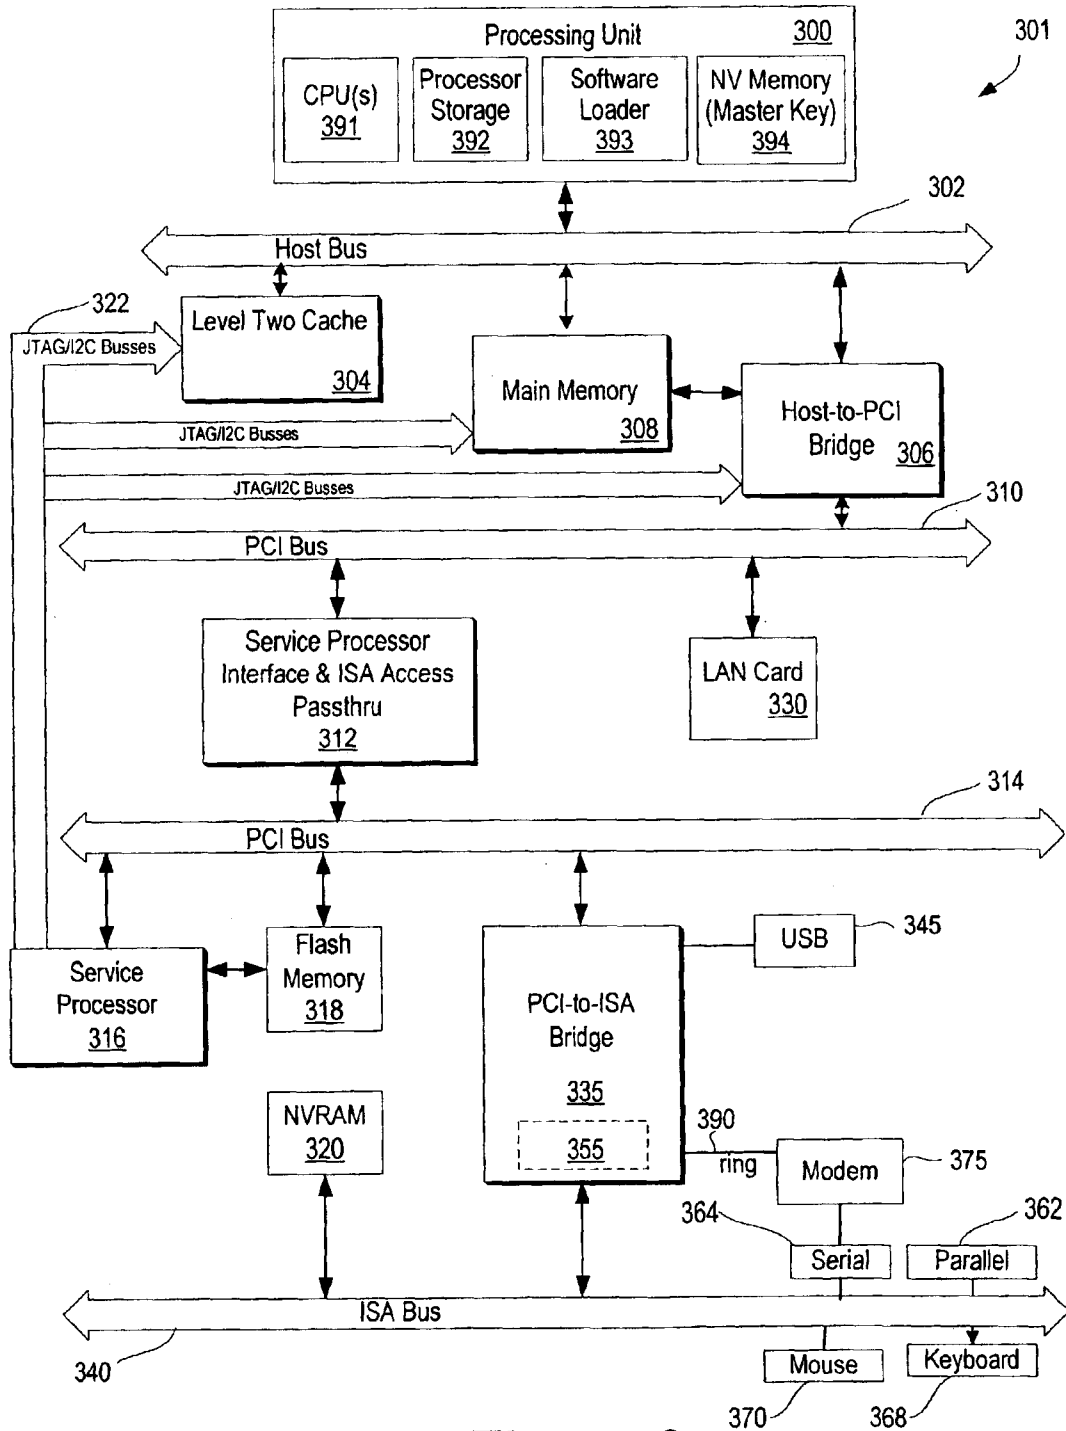 Processing Unit
300
301
CPU(s)
391
Processor
Storage
392
Software
Loader
393
NV Memory
(Master Key)
394
302
Host Bus
322
JTAG/I2C Busses
Level Two Cache
304
Main Memory
308
Host-to-PCI
Bridge
306
JTAG/I2C Busses
JTAG/I2C Busses
310
PCI Bus
Service Processor
Interface & ISA Access
Passthru
312
LAN Card
330
314
PCI Bus
Service
Processor
316
Flash
Memory
318
USB
345
PCI-to-ISA
Bridge
335
355
NVRAM
320
390
ring
Modem
375
364
362
Serial
Parallel
ISA Bus
340
Mouse
Keyboard
370
368